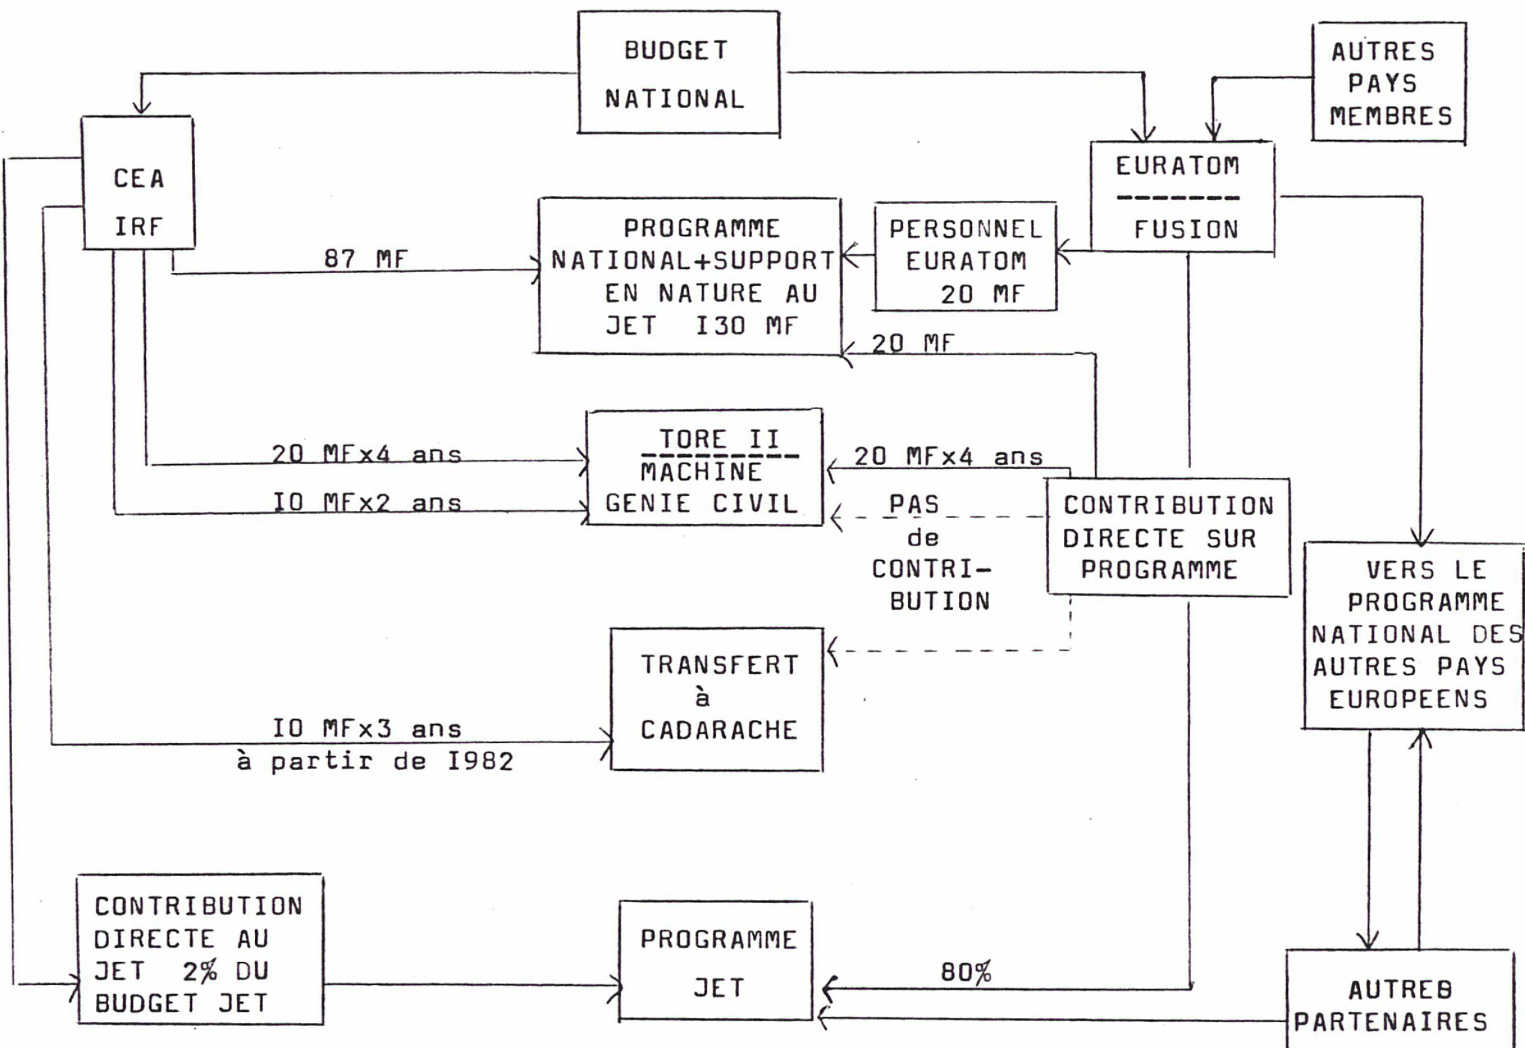 BUDGET
NATIONAL
AUTRES
PAYS
MEMBRES
CEA
IRF
EURATOM
FUSION
87 MF
PROGRAMME
NATIONAL+SUPPORT
EN NATURE AU
JET I30 MF
PERSONNEL
EURATOM
20 MF
20 MF
20 MFx4 ans
IO MFx2 ans
TORE II
MACHINE
GENIE CIVIL
20 MFx4 ans
PAS
de
CONTRI-
BUTION
CONTRIBUTION
DIRECTE SUR
PROGRAMME
VERS LE
PROGRAMME
NATIONAL DES
AUTRES PAYS
EUROPEENS
TRANSFERT
à
CADARACHE
IO MFx3 ans
à partir de I982
CONTRIBUTION
DIRECTE AU
JET 2% DU
BUDGET JET
PROGRAMME
JET
80%
AUTREB
PARTENAIRES